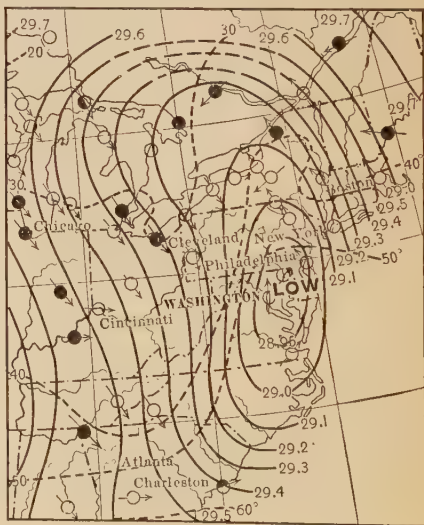 29.7
20
29.6
30
29.6
29.7
29.7
30
40°
Boston
29.0
29.5
29.4
29.3
29.2
50°
29.1
Chicago
Cleveland
New York
Philadelphia
WASHINGTON
LOW
Cincinnati
28.96
40
29.0
29.1
29.2
29.3
29.4
29.5
60°
50
Atlanta
Charleston